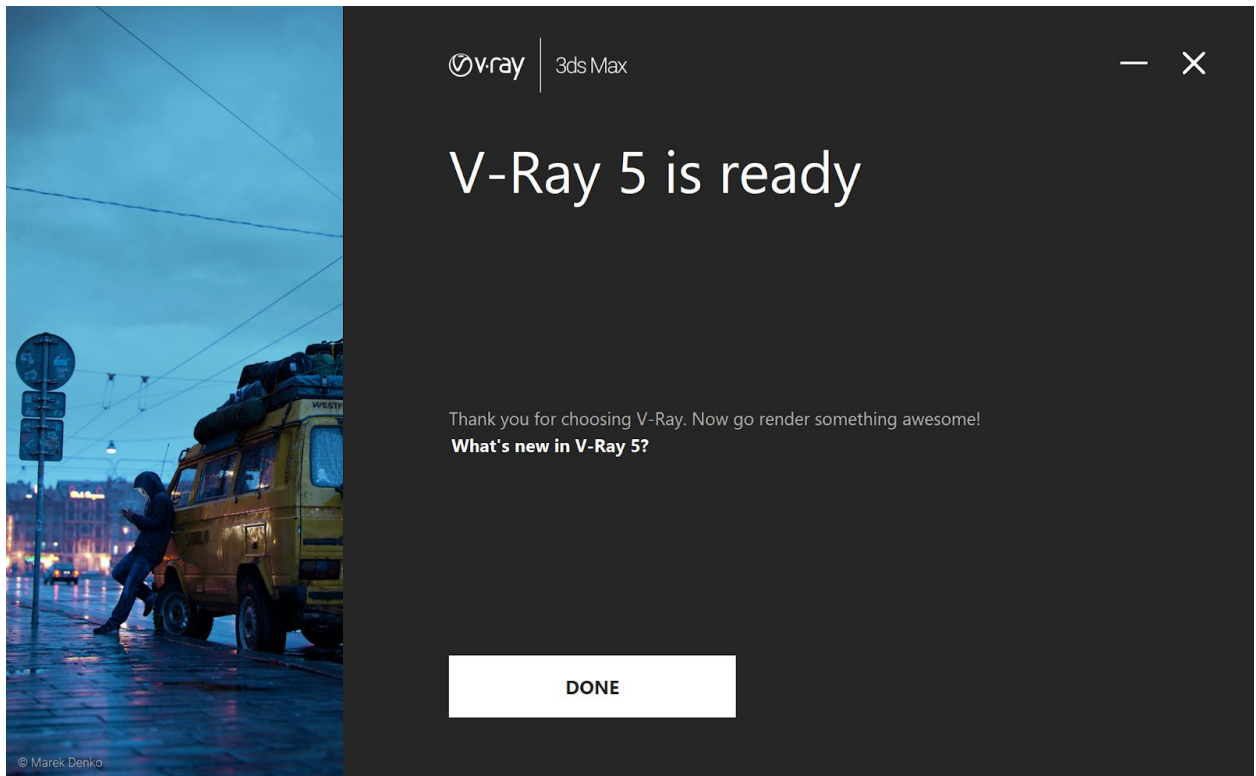 v·ray
3ds Max
V-Ray 5 is ready
Thank you for choosing V-Ray. Now go render something awesome!
What's new in V-Ray 5?
DONE
© Marek Denko